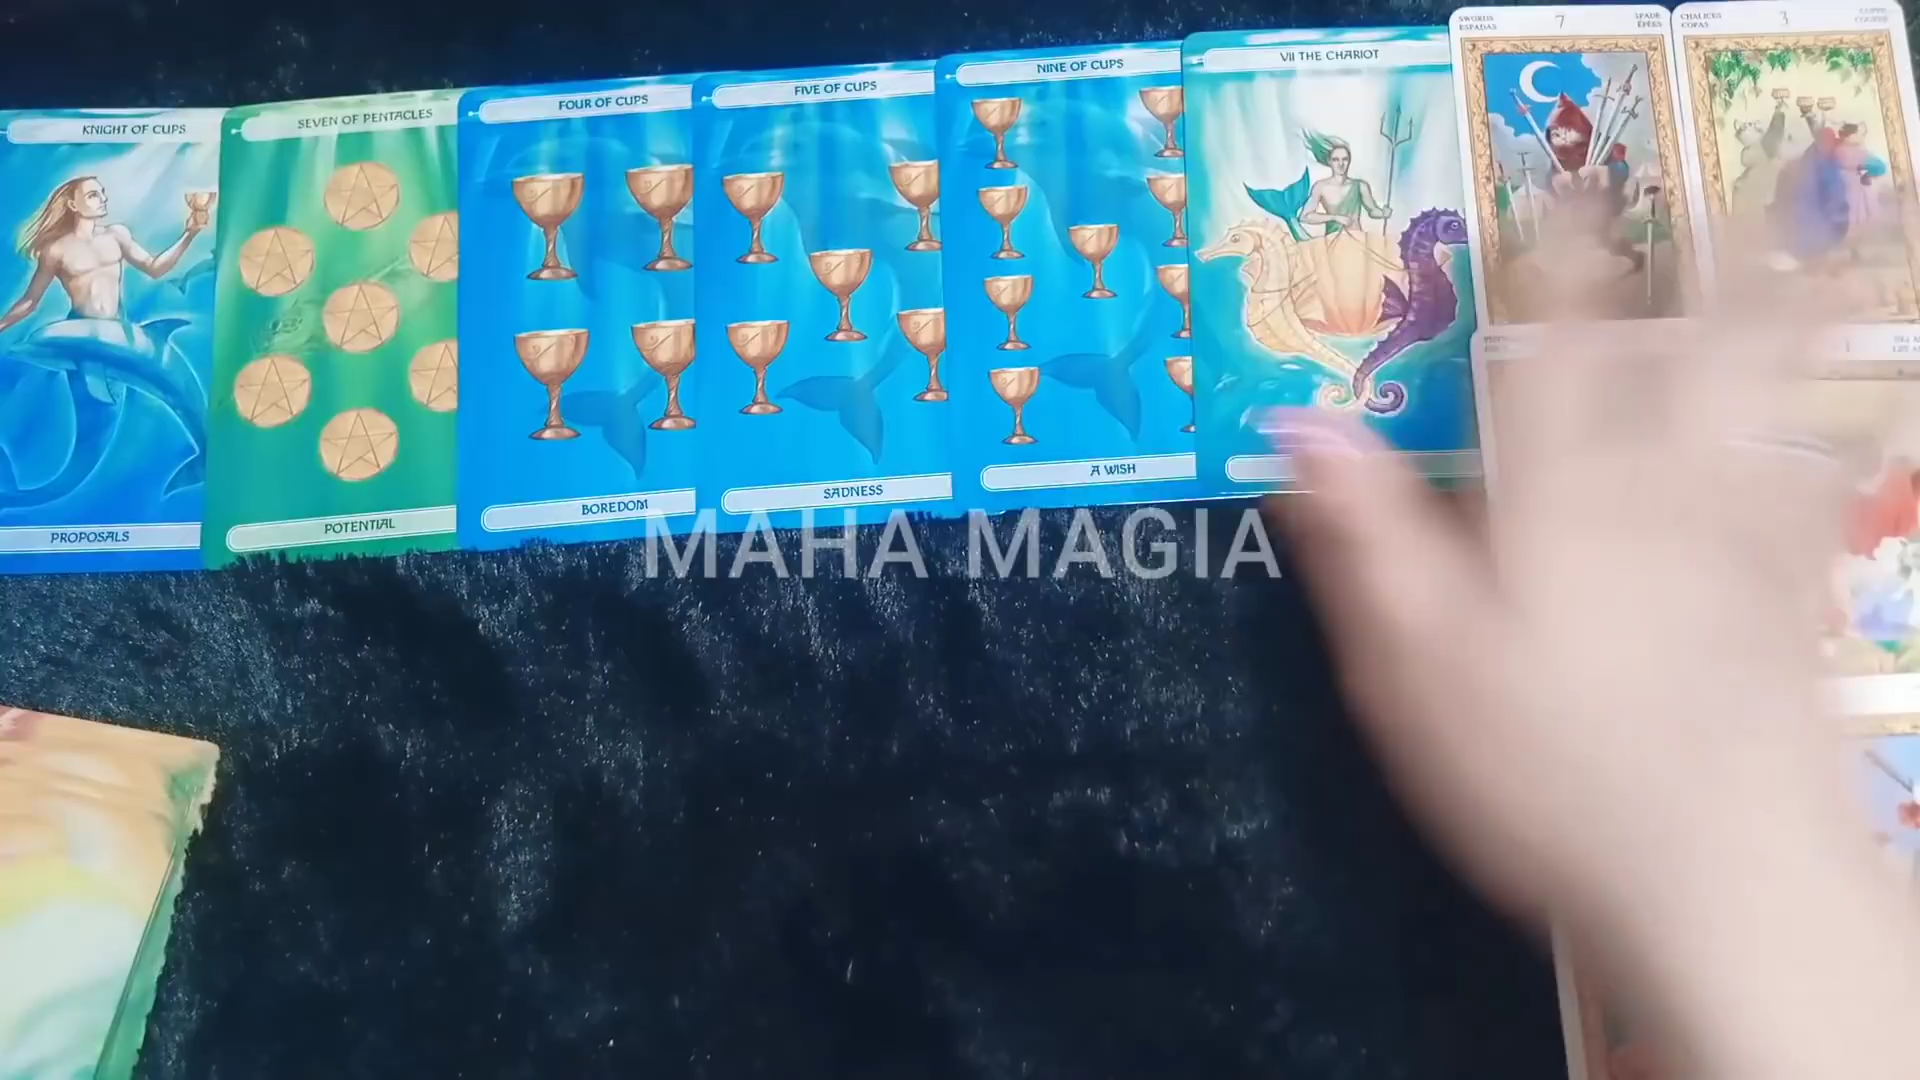 KNIGHT OF CUPS
PROPOSALS
SEVEN OF PENTACLES
POTENTIAL
FOUR OF CUPS
BOREDOM
FIVE OF CUPS
SADNESS
NINE OF CUPS
A WISH
VII THE CHARIOT
SWORDS 7 SPADE
ESPADAS ÉPÉES
CHALICES 3
COPAS
MAHA MAGIA